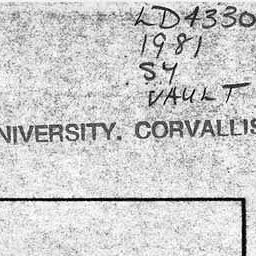 LD4330
1981
S4
VAULT
NIVERSITY. CORVALLIS